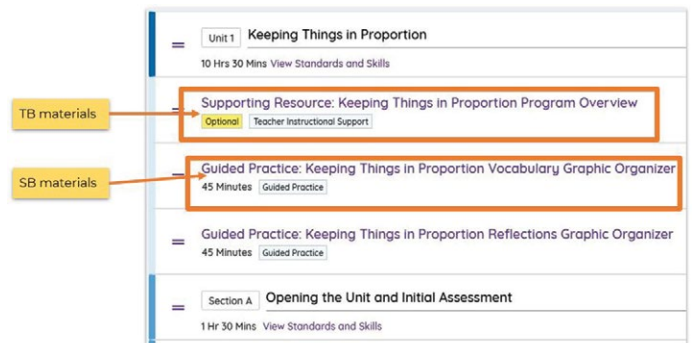 Unit 1 Keeping Things in Proportion
10 Hrs 30 Mins View Standards and Skills
TB materials
Supporting Resource: Keeping Things in Proportion Program Overview
Optional Teacher Instructional Support
SB materials
Guided Practice: Keeping Things in Proportion Vocabulary Graphic Organizer
45 Minutes Guided Practice
Guided Practice: Keeping Things in Proportion Reflections Graphic Organizer
45 Minutes Guided Practice
Section A Opening the Unit and Initial Assessment
1 Hr 30 Mins View Standards and Skills